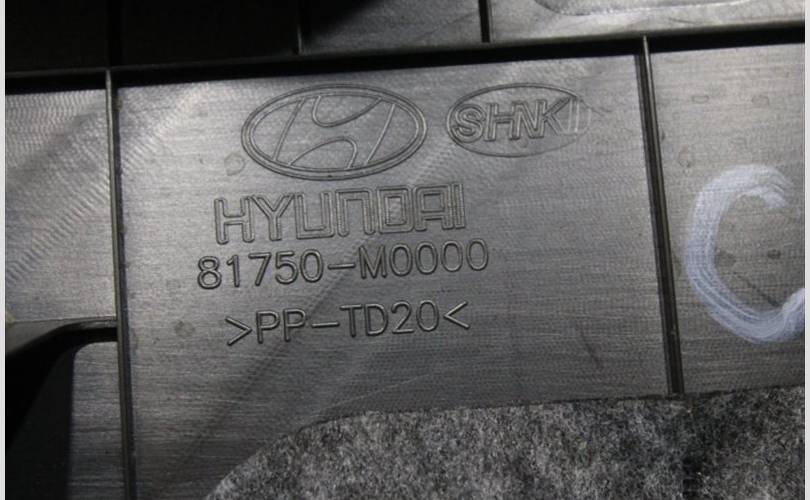 SHNKI
HYUNDAI
81750-M0000
>PP-TD20<